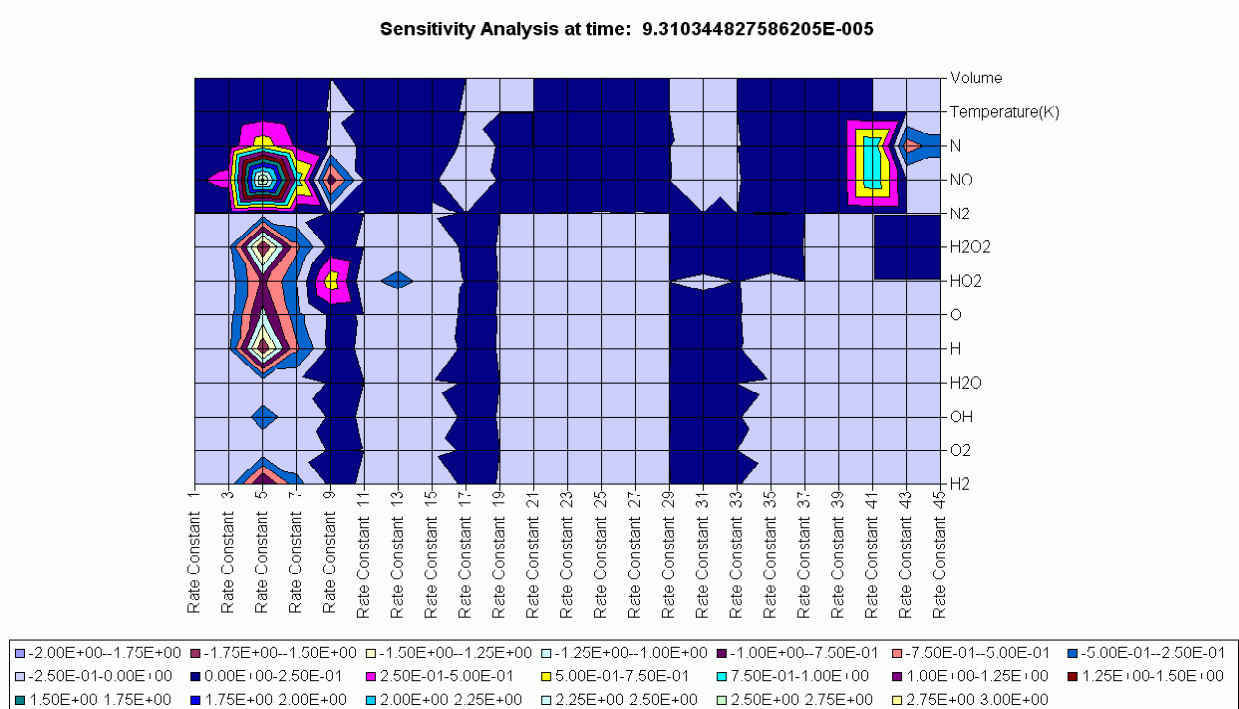 Sensitivity Analysis at time: 9.310344827586205E-005
Volume
Temperature(K)
N
NO
N2
H2O2
HO2
O
H
H2O
OH
O2
H2
Rate Constant 1
Rate Constant 3
Rate Constant 5
Rate Constant 7
Rate Constant 9
Rate Constant 11
Rate Constant 13
Rate Constant 15
Rate Constant 17
Rate Constant 19
Rate Constant 21
Rate Constant 23
Rate Constant 25
Rate Constant 27
Rate Constant 29
Rate Constant 31
Rate Constant 33
Rate Constant 35
Rate Constant 37
Rate Constant 39
Rate Constant 41
Rate Constant 43
Rate Constant 45
-2.00E+00--1.75E+00 -1.75E+00--1.50E+00 -1.50E+00--1.25E+00 -1.25E+00--1.00E+00 -1.00E+00--7.50E-01 -7.50E-01--5.00E-01 -5.00E-01--2.50E-01
-2.50E-01-0.00E+00 0.00E+00-2.50E-01 2.50E-01-5.00E-01 5.00E-01-7.50E-01 7.50E-01-1.00E+00 1.00E+00-1.25E+00 1.25E+00-1.50E+00
1.50E+00 1.75E+00 1.75E+00 2.00E+00 2.00E+00 2.25E+00 2.25E+00 2.50E+00 2.50E+00 2.75E+00 2.75E+00 3.00E+00